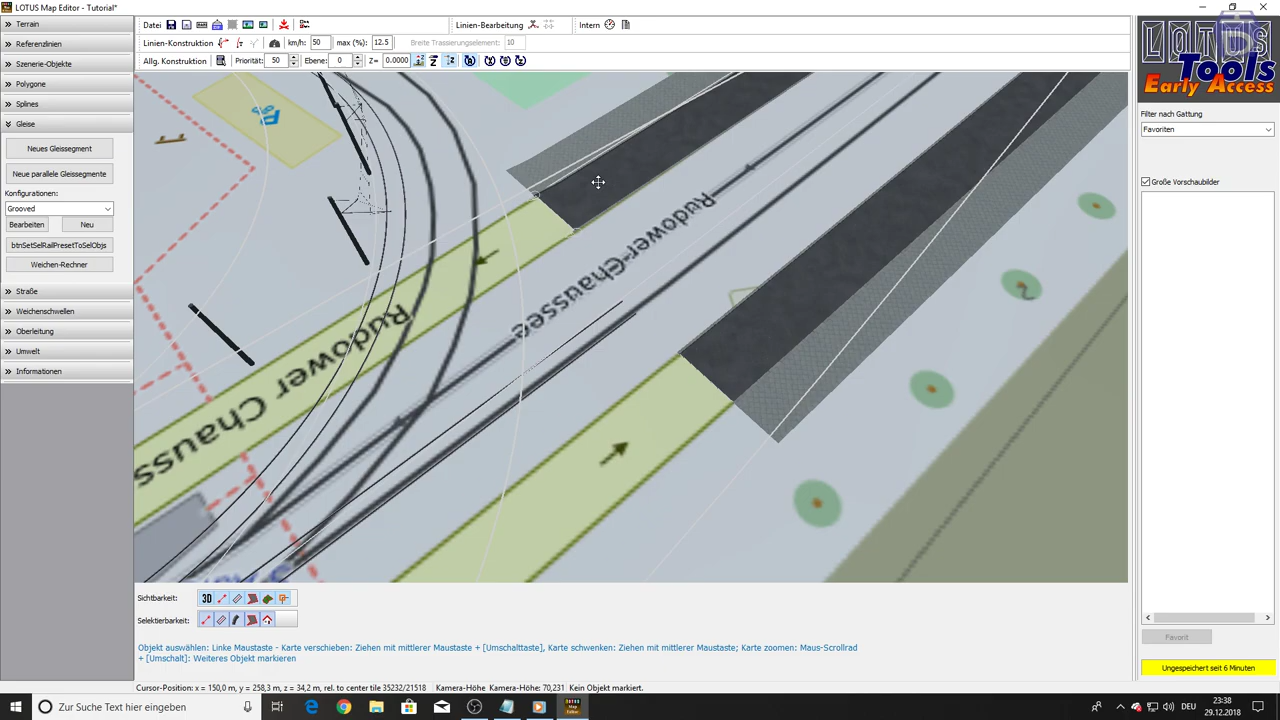 LOTUS Map Editor - Tutorial*
Terrain
Referenzlinien
Szenerie-Objekte
Polygone
Splines
Gleise
Neues Gleissegment
Neue parallele Gleissegmente
Konfigurationen:
Grooved
Bearbeiten
Neu
btnSetSelRailPresetToSelObjs
Weichen-Rechner
Straße
Weichenschwellen
Oberleitung
Umwelt
Informationen
Datei
Linien-Bearbeitung
Intern
Linien-Konstruktion
km/h:
50
max (%):
12.5
Breite Trassierungselement:
10
Allg. Konstruktion
Priorität:
50
Ebene:
0
Z=
0.0000
Rudower-Chaussee
Rudower Chauss
LOTUS
Tools
Early Access
Filter nach Gattung
Favoriten
Große Vorschaubilder
Favorit
Ungespeichert seit 6 Minuten
Sichtbarkeit:
3D
Selektierbarkeit:
Objekt auswählen: Linke Maustaste - Karte verschieben: Ziehen mit mittlerer Maustaste + [Umschalttaste], Karte schwenken: Ziehen mit mittlerer Maustaste; Karte zoomen: Maus-Scrollrad
+ [Umschalt]: Weiteres Objekt markieren
Cursor-Position: x = 150,0 m, y = 258,3 m, z = 34,2 m, rel. to center tile 35232/21518
Kamera-Höhe
Kamera-Höhe: 70,231
Kein Objekt markiert.
Zur Suche Text hier eingeben
DEU
23:38
29.12.2018